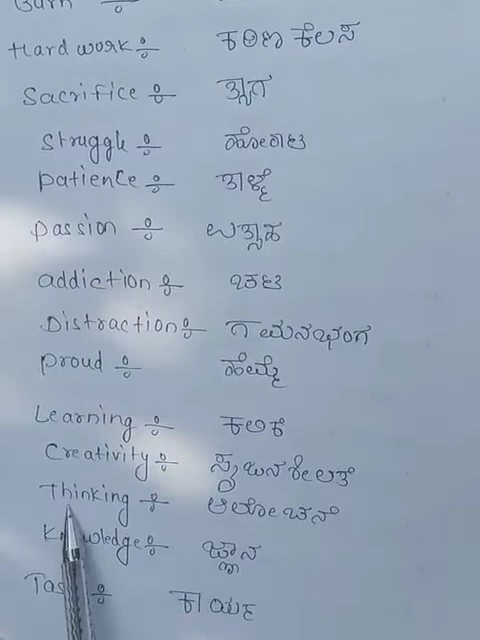 Hard work ÷ ಕಠಿಣ ಕೆಲಸ
Sacrifice ÷ ತ್ಯಾಗ
Struggle ÷ ಹೋರಾಟ
Patience ÷ ತಾಳ್ಮೆ
Passion ÷ ಉತ್ಸಾಹ
addiction ÷ ಚಟ
Distraction ÷ ಗಮನಭಂಗ
Proud ÷ ಹೆಮ್ಮೆ
Learning ÷ ಕಲಿಕೆ
Creativity ÷ ಸೃಜನಶೀಲತೆ
Thinking ÷ ಆಲೋಚನೆ
Knowledge ÷ ಜ್ಞಾನ
÷ ಕಾರ್ಯ